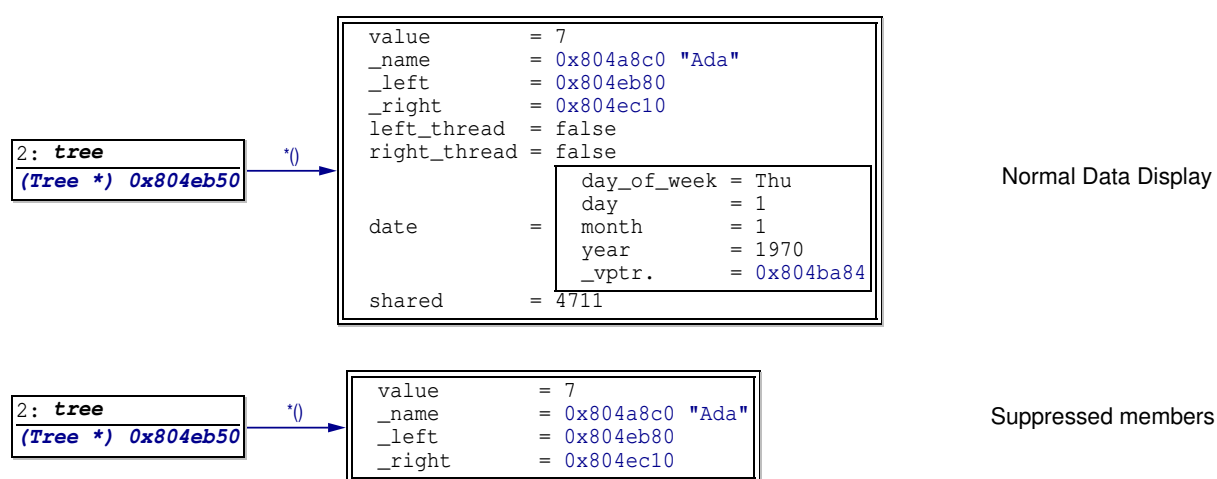 value = 7
_name = 0x804a8c0 "Ada"
_left = 0x804eb80
_right = 0x804ec10
left_thread = false
right_thread = false
2: tree
(Tree *) 0x804eb50
*()
day_of_week = Thu
day = 1
date = month = 1
year = 1970
_vptr. = 0x804ba84
shared = 4711
Normal Data Display
2: tree
(Tree *) 0x804eb50
*()
value = 7
_name = 0x804a8c0 "Ada"
_left = 0x804eb80
_right = 0x804ec10
Suppressed members